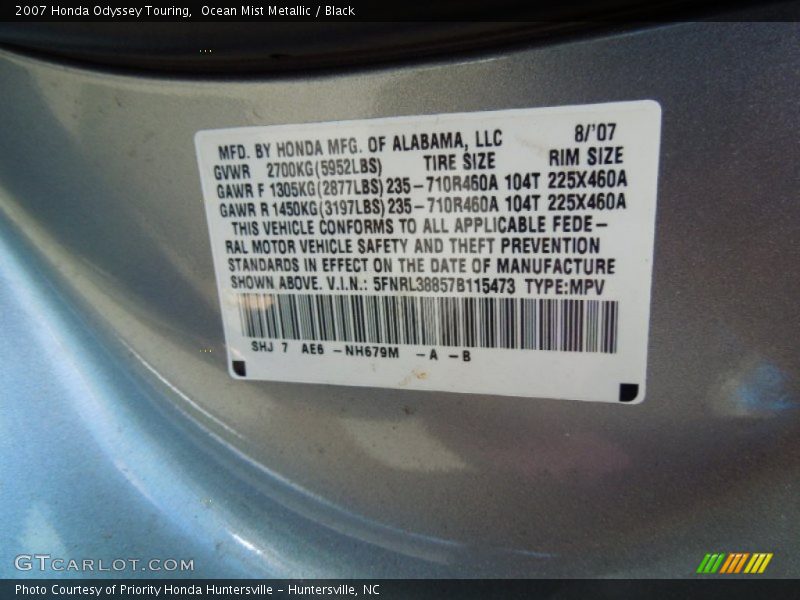 2007 Honda Odyssey Touring,  Ocean Mist Metallic / Black
MFD. BY HONDA MFG. OF ALABAMA, LLC 8/'07
GVWR 2700KG(5952LBS) TIRE SIZE RIM SIZE
GAWR F 1305KG(2877LBS) 235-710R460A 104T 225X460A
GAWR R 1450KG(3197LBS) 235-710R460A 104T 225X460A
THIS VEHICLE CONFORMS TO ALL APPLICABLE FEDE-
RAL MOTOR VEHICLE SAFETY AND THEFT PREVENTION
STANDARDS IN EFFECT ON THE DATE OF MANUFACTURE
SHOWN ABOVE. V.I.N.: 5FNRL38857B115473 TYPE:MPV
SHJ 7 AE6 -NH679M -A -B
GTCARLOT.COM
Photo Courtesy of Priority Honda Huntersville - Huntersville, NC